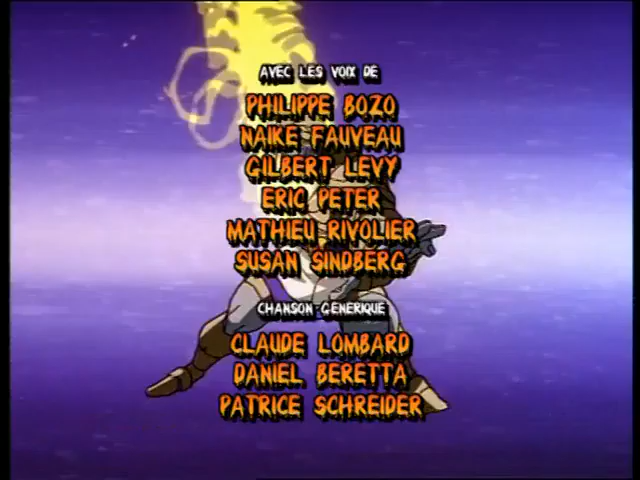 AVEC LES VOIX DE
PHILIPPE BOZO
NAIKE FAUVEAU
GILBERT LEVY
ERIC PETER
MATHIEU RIVOLIER
SUSAN SINDBERG
CHANSON GENERIQUE
CLAUDE LOMBARD
DANIEL BERETTA
PATRICE SCHREIDER